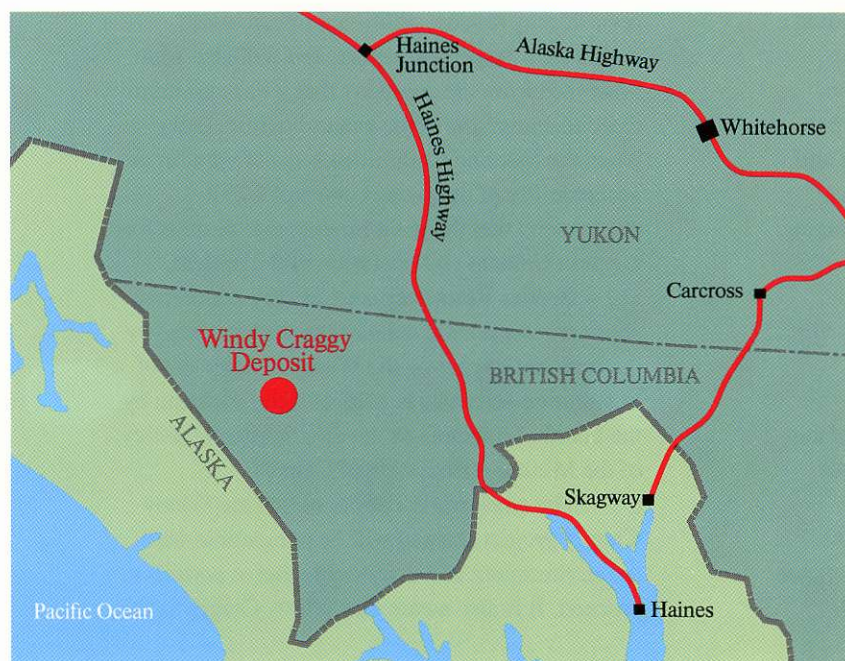 Haines
Junction
Alaska Highway
Haines Highway
Whitehorse
YUKON
Carcross
Windy Craggy
Deposit
BRITISH COLUMBIA
ALASKA
Skagway
Pacific Ocean
Haines